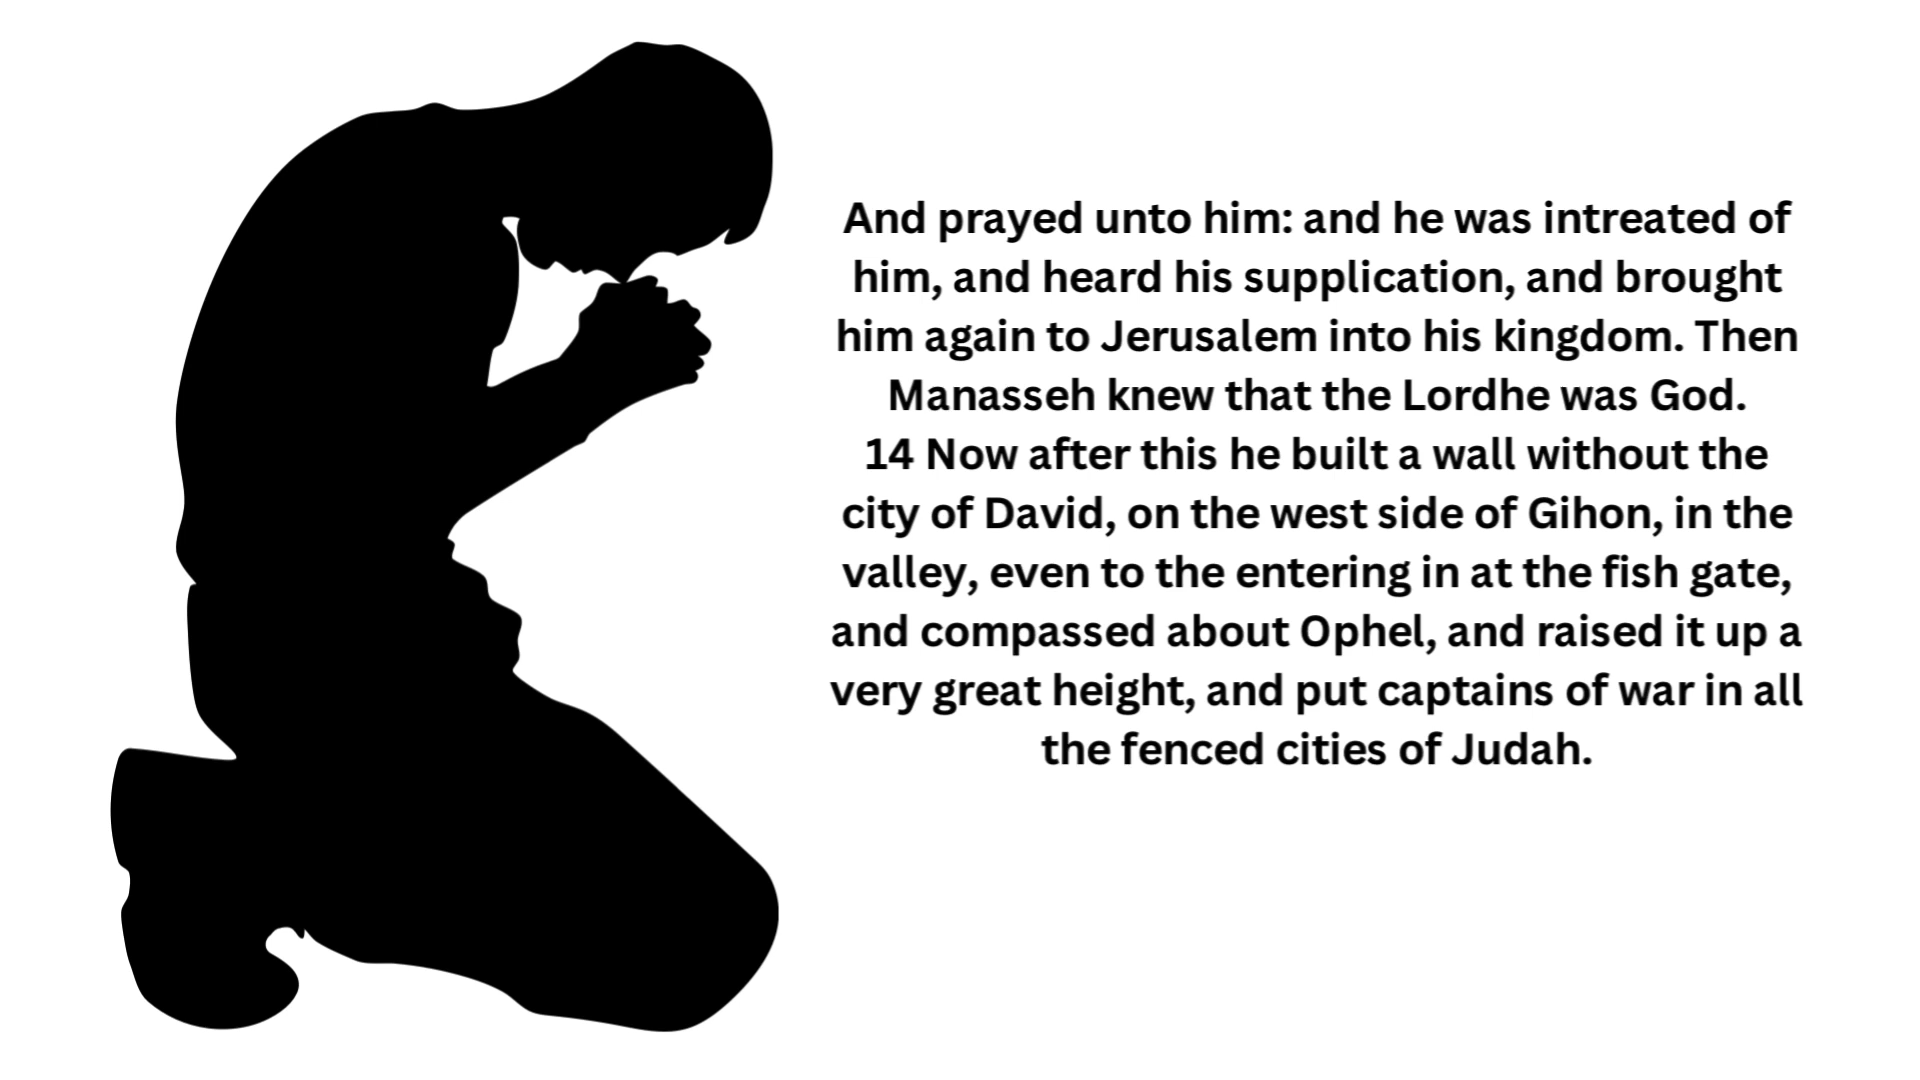 And prayed unto him: and he was intreated of
him, and heard his supplication, and brought
him again to Jerusalem into his kingdom. Then
Manasseh knew that the Lordhe was God.
14 Now after this he built a wall without the
city of David, on the west side of Gihon, in the
valley, even to the entering in at the fish gate,
and compassed about Ophel, and raised it up a
very great height, and put captains of war in all
the fenced cities of Judah.